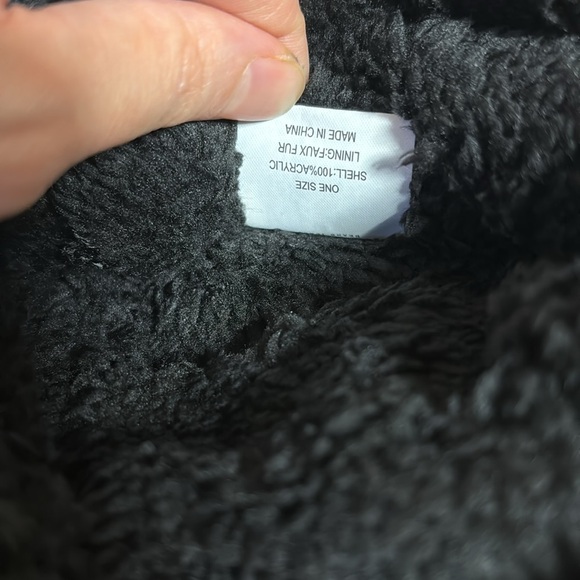 ONE SIZE
SHELL:100%ACRYLIC
LINING:FAUX FUR
MADE IN CHINA